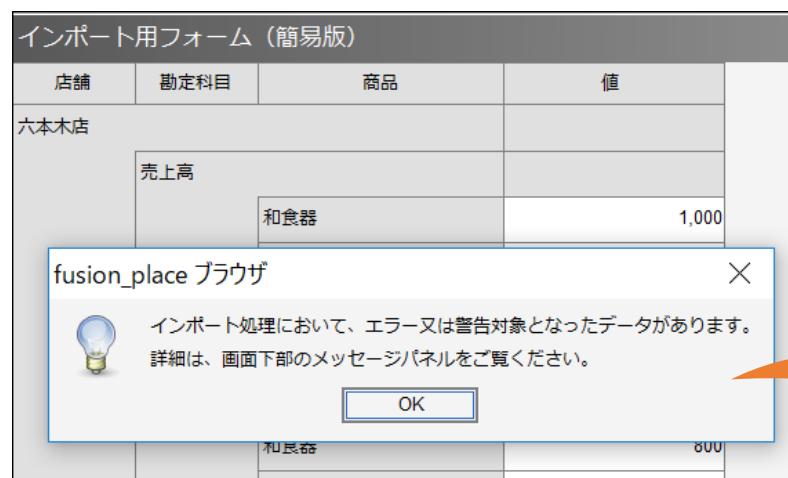 インポート用フォーム（簡易版）
店舗 勘定科目 商品 値
六本木店
売上高
和食器 1,000
fusion_place ブラウザ
インポート処理において、エラー又は警告対象となったデータがあります。
詳細は、画面下部のメッセージパネルをご覧ください。
OK
和食器 800